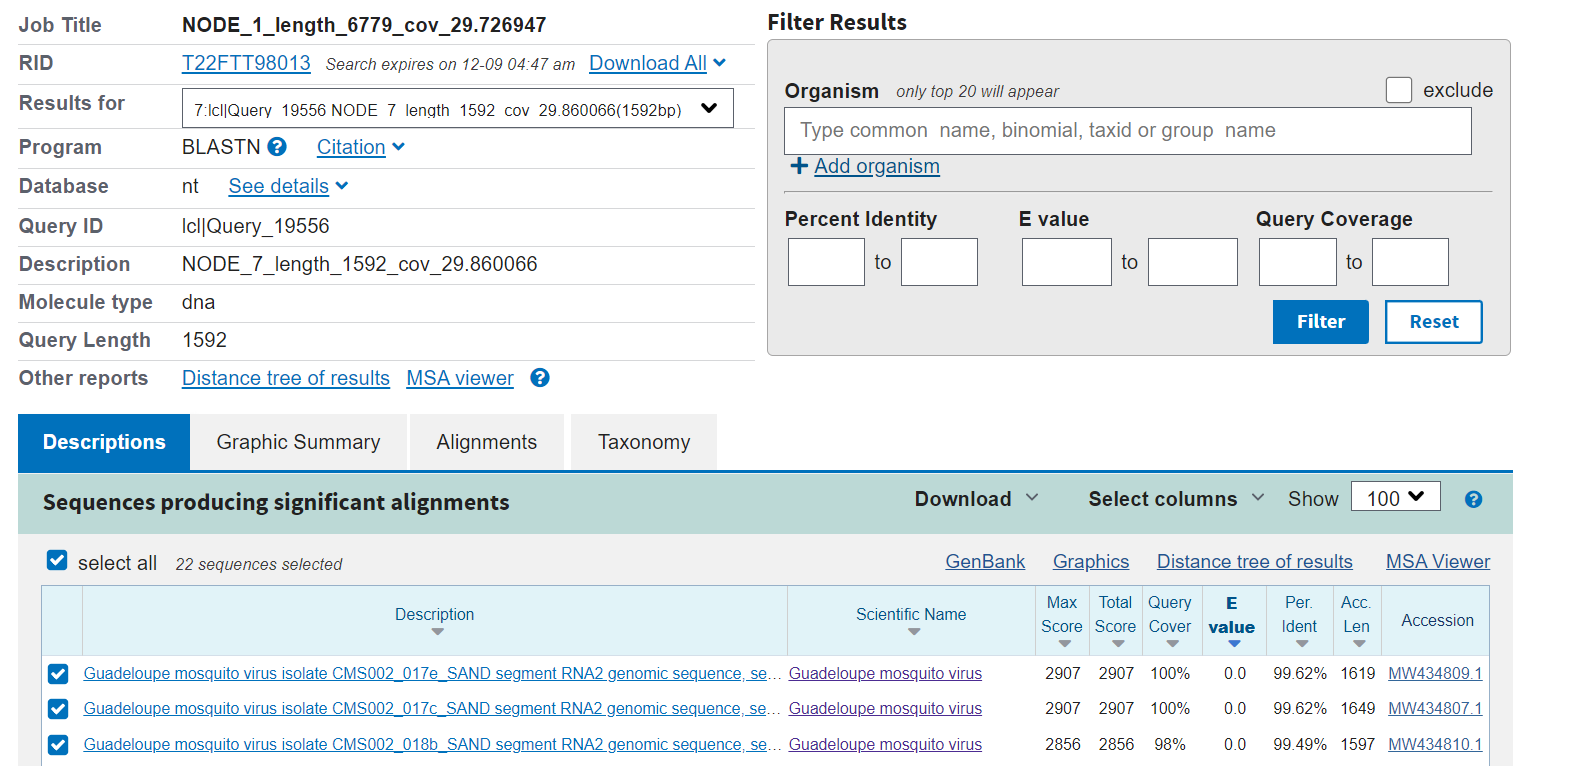 Job Title NODE_1_length_6779_cov_29.726947
RID T22FTT98013 Search expires on 12-09 04:47 am Download All
Results for 7:lcl|Query_19556 NODE_7_length_1592_cov_29.860066(1592bp)
Program BLASTN Citation
Database nt See details
Query ID lcl|Query_19556
Description NODE_7_length_1592_cov_29.860066
Molecule type dna
Query Length 1592
Other reports Distance tree of results MSA viewer
Filter Results
Organism only top 20 will appear exclude
Type common name, binomial, taxid or group name
Add organism
Percent Identity E value Query Coverage
to to to
Filter Reset
Descriptions Graphic Summary Alignments Taxonomy
Sequences producing significant alignments Download Select columns Show 100
select all 22 sequences selected GenBank Graphics Distance tree of results MSA Viewer
Description Scientific Name Max Score Total Score Query Cover E value Per. Ident Acc. Len Accession
Guadeloupe mosquito virus isolate CMS002_017e_SAND segment RNA2 genomic sequence, se... Guadeloupe mosquito virus 2907 2907 100% 0.0 99.62% 1619 MW434809.1
Guadeloupe mosquito virus isolate CMS002_017c_SAND segment RNA2 genomic sequence, se... Guadeloupe mosquito virus 2907 2907 100% 0.0 99.62% 1649 MW434807.1
Guadeloupe mosquito virus isolate CMS002_018b_SAND segment RNA2 genomic sequence, se... Guadeloupe mosquito virus 2856 2856 98% 0.0 99.49% 1597 MW434810.1